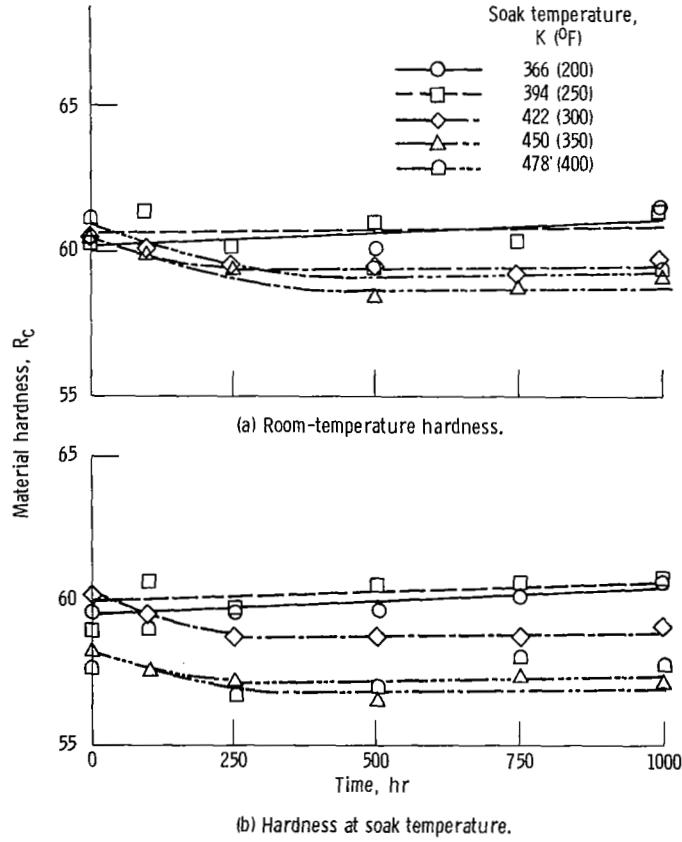 Soak temperature,
K (ºF)
366 (200)
394 (250)
422 (300)
450 (350)
478' (400)
65
60
55
(a) Room-temperature hardness.
Material hardness, R_C
65
60
55
0 250 500 750 1000
Time, hr
(b) Hardness at soak temperature.